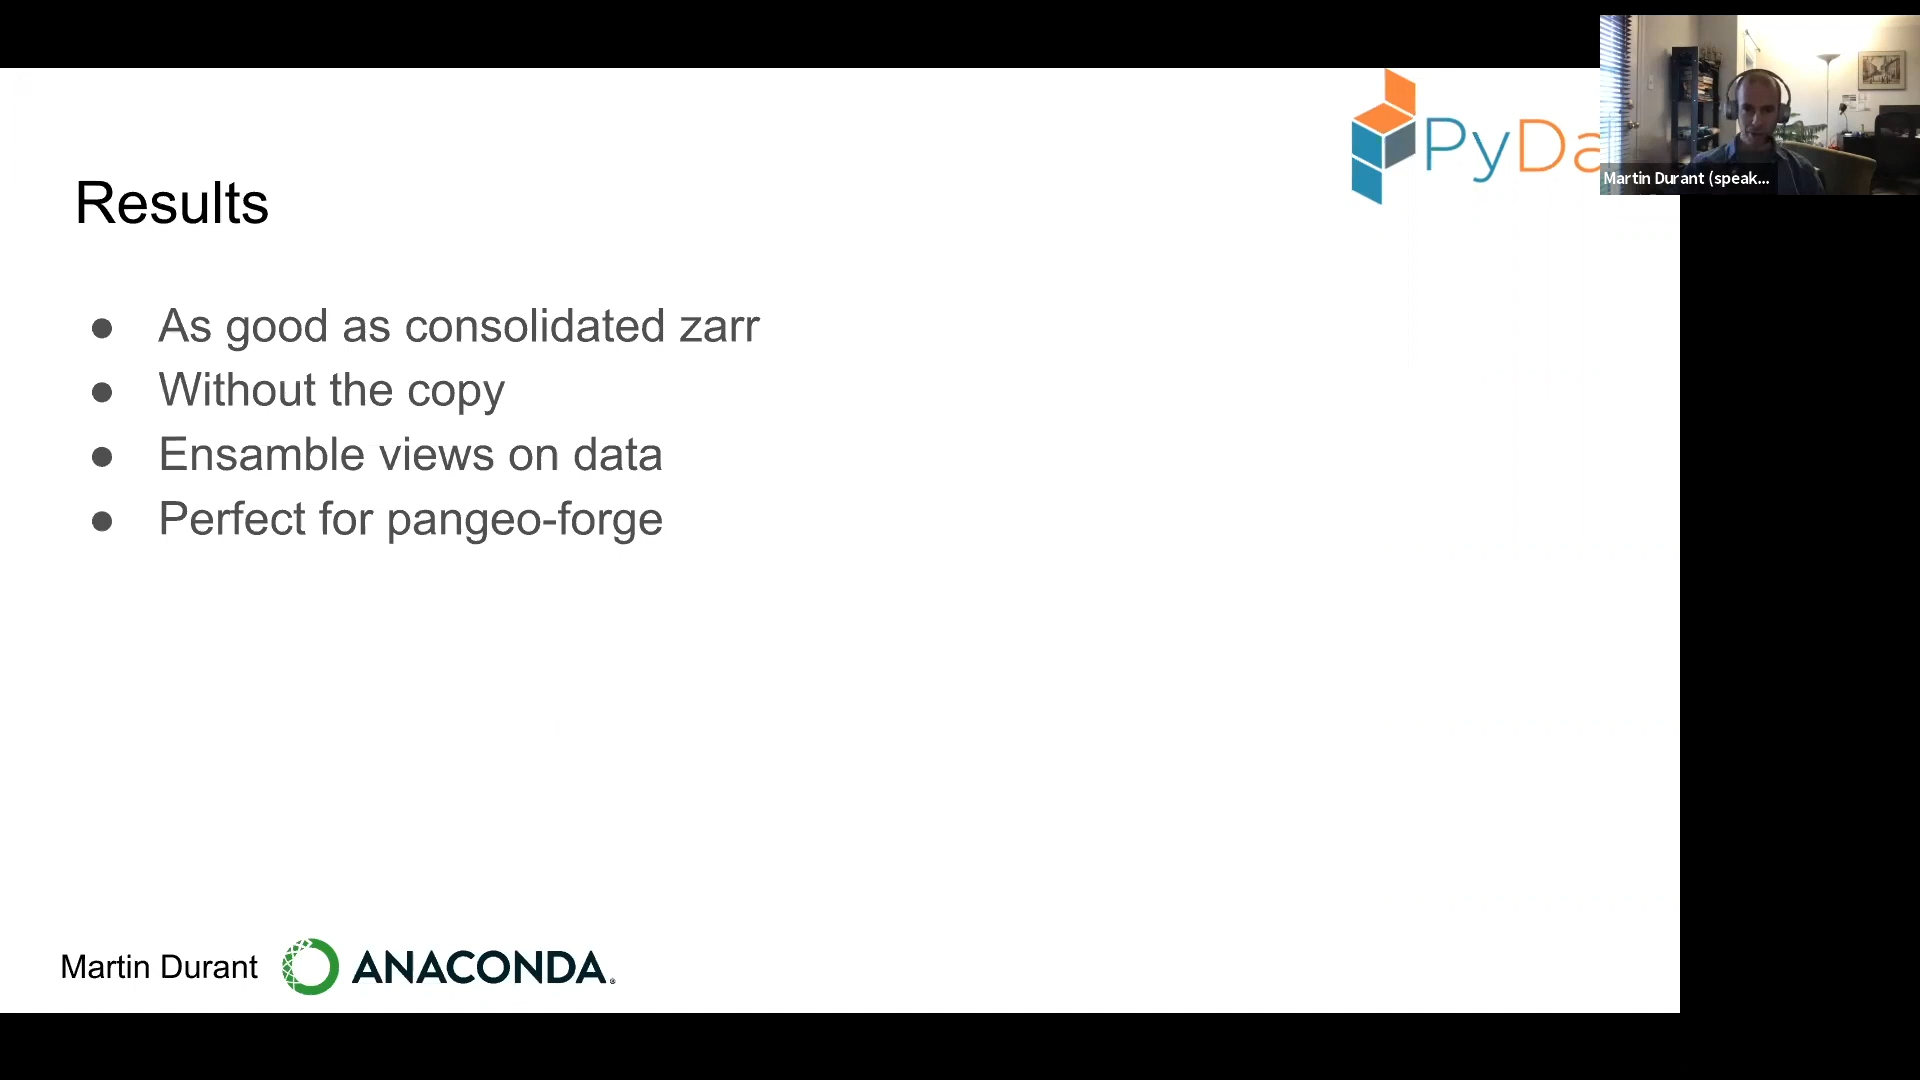 PyDa
Martin Durant (speak...
Results
● As good as consolidated zarr
● Without the copy
● Ensamble views on data
● Perfect for pangeo-forge
Martin Durant
ANACONDA®